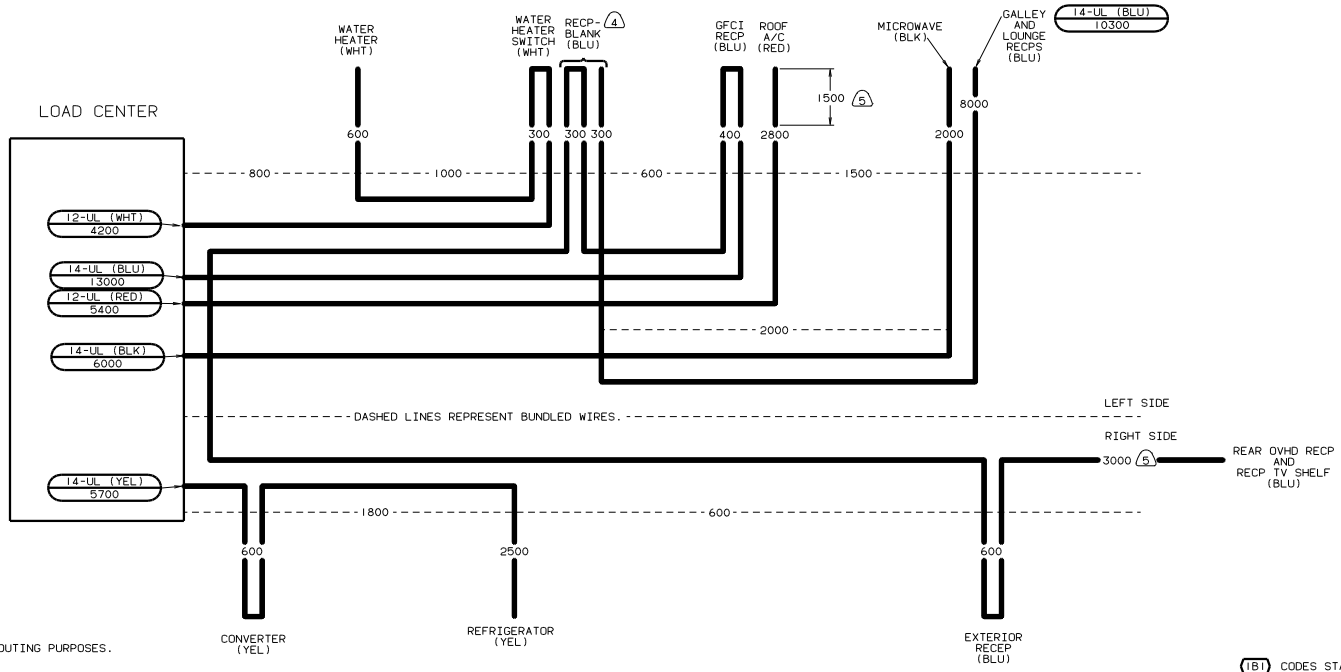 WATER
HEATER
(WHT)
WATER
HEATER
SWITCH
(WHT)
RECP-
BLANK
(BLU)
4
GFCI
RECP
(BLU)
ROOF
A/C
(RED)
MICROWAVE
(BLK)
GALLEY
AND
LOUNGE
RECPS
(BLU)
14-UL (BLU)
10300
LOAD CENTER
1500
5
8000
600
300
300
300
400
2800
2000
800
1000
600
1500
12-UL (WHT)
4200
14-UL (BLU)
13000
12-UL (RED)
5400
2000
14-UL (BLK)
6000
DASHED LINES REPRESENT BUNDLED WIRES.
LEFT SIDE
RIGHT SIDE
3000
5
REAR OVHD RECP
AND
RECP TV SHELF
(BLU)
14-UL (YEL)
5700
1800
600
600
2500
600
CONVERTER
(YEL)
REFRIGERATOR
(YEL)
EXTERIOR
RECEP
(BLU)
OUTING PURPOSES.
1B1 CODES STA